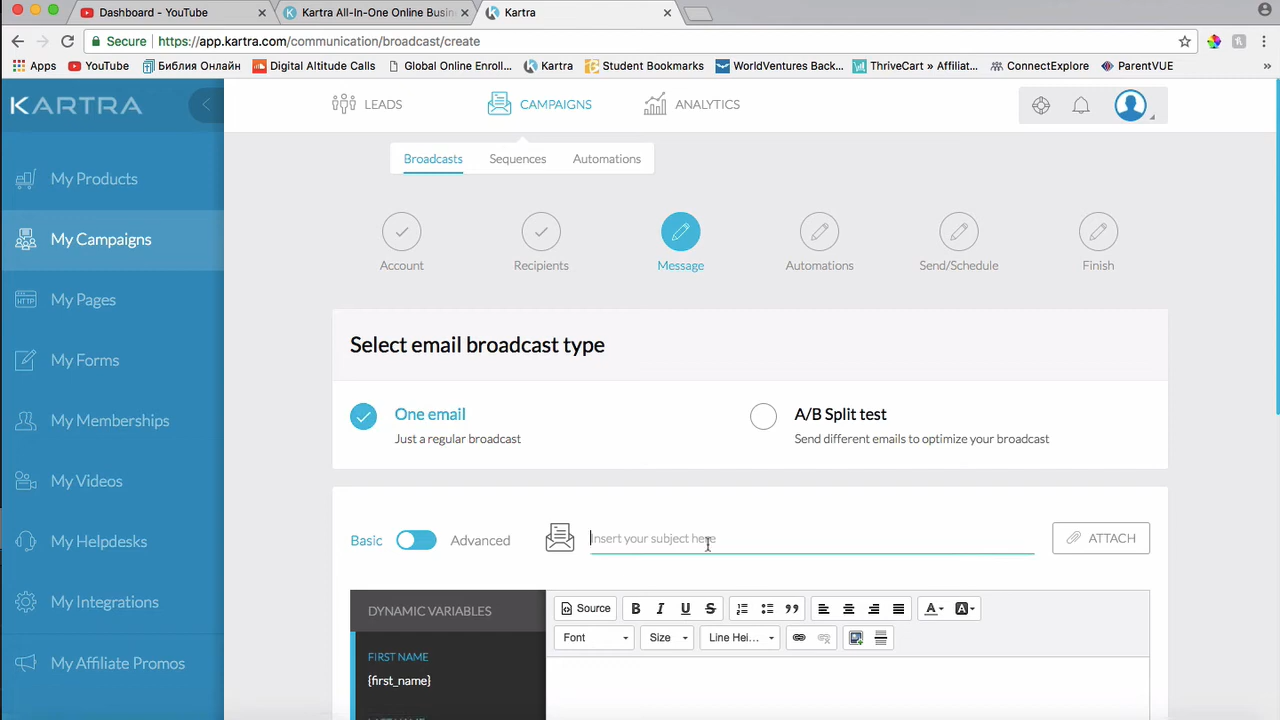 Dashboard - YouTube
Kartra All-In-One Online Busin
Kartra
Secure https://app.kartra.com/communication/broadcast/create
Apps YouTube Библия Онлайн Digital Altitude Calls Global Online Enroll... Kartra Student Bookmarks WorldVentures Back... ThriveCart » Affiliat... ConnectExplore ParentVUE »
KARTRA
LEADS CAMPAIGNS ANALYTICS
Broadcasts Sequences Automations
My Products
My Campaigns
My Pages
My Forms
My Memberships
My Videos
My Helpdesks
My Integrations
My Affiliate Promos
Account Recipients Message Automations Send/Schedule Finish
Select email broadcast type
One email
Just a regular broadcast
A/B Split test
Send different emails to optimize your broadcast
Basic Advanced Insert your subject here ATTACH
DYNAMIC VARIABLES
FIRST NAME
{first_name}
Source B I U S A A
Font Size Line Hei...
HTTP